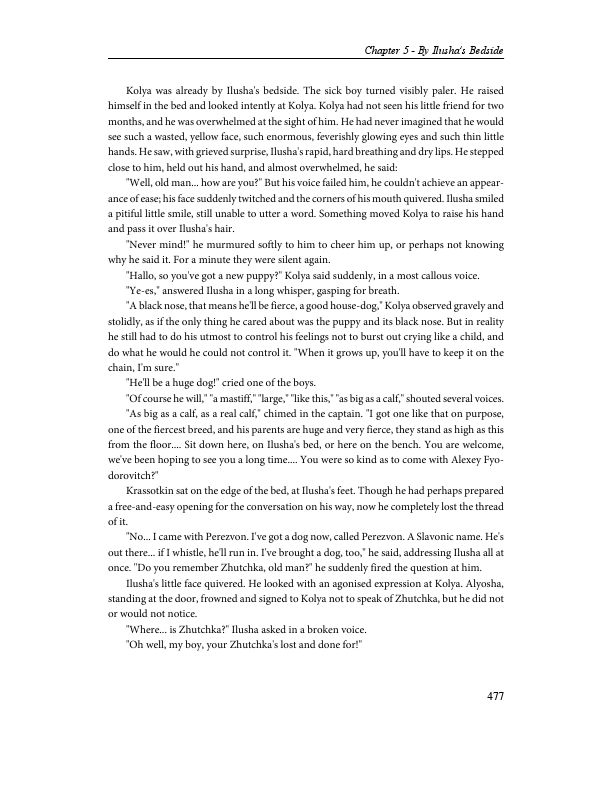 Chapter 5 - By Ilusha's Bedside
Kolya was already by Ilusha's bedside. The sick boy turned visibly paler. He raised
himself in the bed and looked intently at Kolya. Kolya had not seen his little friend for two
months, and he was overwhelmed at the sight of him. He had never imagined that he would
see such a wasted, yellow face, such enormous, feverishly glowing eyes and such thin little
hands. He saw, with grieved surprise, Ilusha's rapid, hard breathing and dry lips. He stepped
close to him, held out his hand, and almost overwhelmed, he said:
"Well, old man... how are you?" But his voice failed him, he couldn't achieve an appear-
ance of ease; his face suddenly twitched and the corners of his mouth quivered. Ilusha smiled
a pitiful little smile, still unable to utter a word. Something moved Kolya to raise his hand
and pass it over Ilusha's hair.
"Never mind!" he murmured softly to him to cheer him up, or perhaps not knowing
why he said it. For a minute they were silent again.
"Hallo, so you've got a new puppy?" Kolya said suddenly, in a most callous voice.
"Ye-es," answered Ilusha in a long whisper, gasping for breath.
"A black nose, that means he'll be fierce, a good house-dog," Kolya observed gravely and
stolidly, as if the only thing he cared about was the puppy and its black nose. But in reality
he still had to do his utmost to control his feelings not to burst out crying like a child, and
do what he would he could not control it. "When it grows up, you'll have to keep it on the
chain, I'm sure."
"He'll be a huge dog!" cried one of the boys.
"Of course he will," "a mastiff," "large," "like this," "as big as a calf," shouted several voices.
"As big as a calf, as a real calf," chimed in the captain. "I got one like that on purpose,
one of the fiercest breed, and his parents are huge and very fierce, they stand as high as this
from the floor.... Sit down here, on Ilusha's bed, or here on the bench. You are welcome,
we've been hoping to see you a long time.... You were so kind as to come with Alexey Fyo-
dorovitch?"
Krassotkin sat on the edge of the bed, at Ilusha's feet. Though he had perhaps prepared
a free-and-easy opening for the conversation on his way, now he completely lost the thread
of it.
"No... I came with Perezvon. I've got a dog now, called Perezvon. A Slavonic name. He's
out there... if I whistle, he'll run in. I've brought a dog, too," he said, addressing Ilusha all at
once. "Do you remember Zhutchka, old man?" he suddenly fired the question at him.
Ilusha's little face quivered. He looked with an agonised expression at Kolya. Alyosha,
standing at the door, frowned and signed to Kolya not to speak of Zhutchka, but he did not
or would not notice.
"Where... is Zhutchka?" Ilusha asked in a broken voice.
"Oh well, my boy, your Zhutchka's lost and done for!"
477